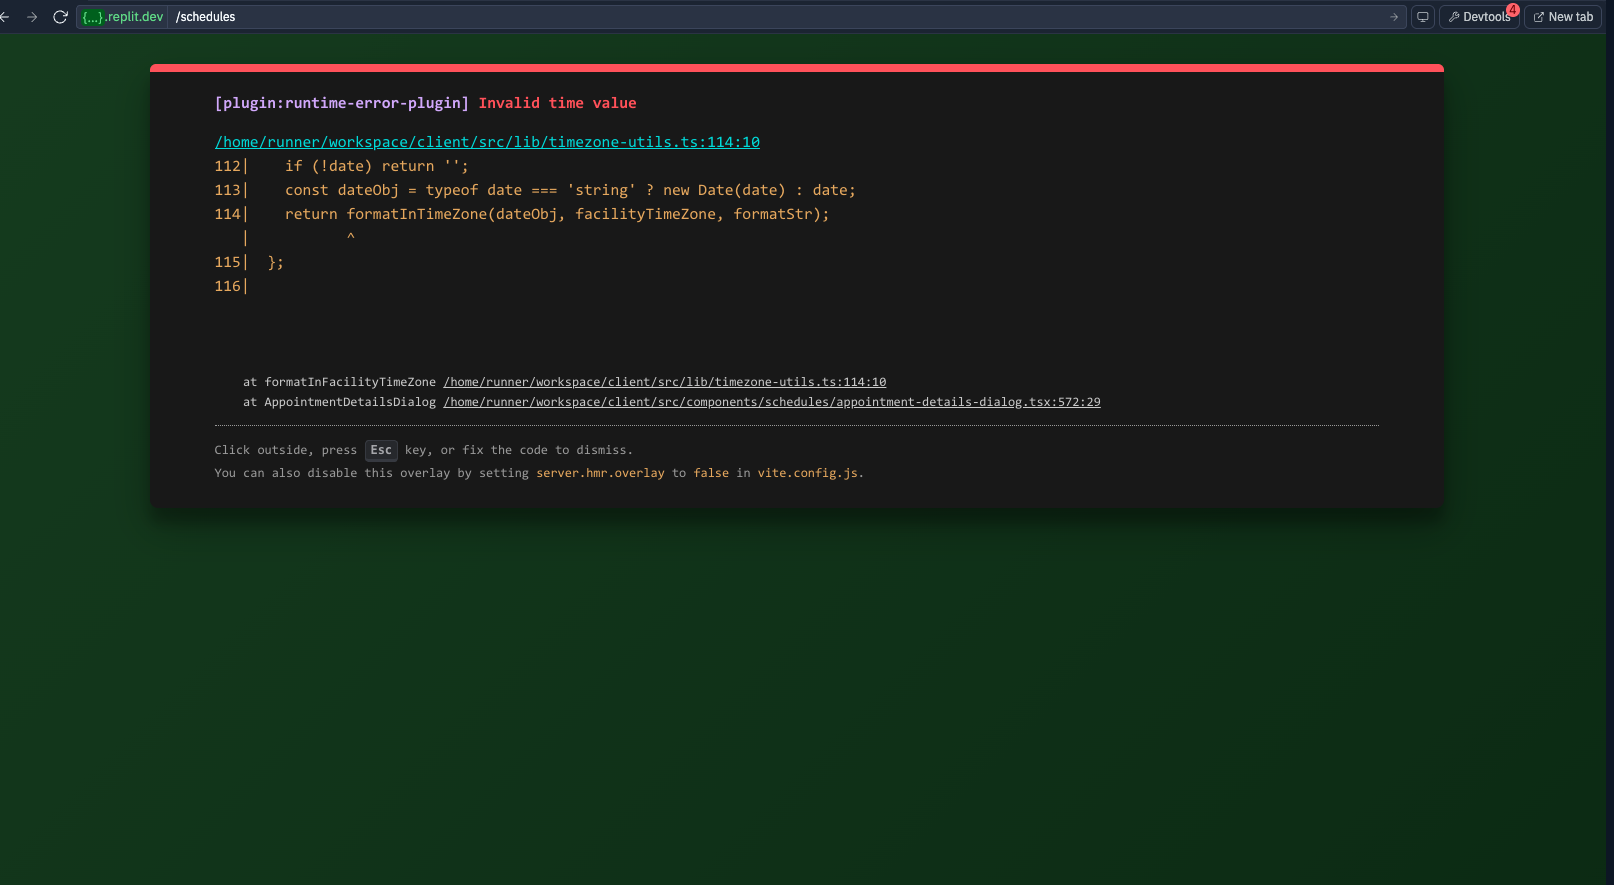 {...}.replit.dev /schedules
Devtools 4
New tab
[plugin:runtime-error-plugin] Invalid time value
/home/runner/workspace/client/src/lib/timezone-utils.ts:114:10
112|    if (!date) return '';
113|    const dateObj = typeof date === 'string' ? new Date(date) : date;
114|    return formatInTimeZone(dateObj, facilityTimeZone, formatStr);
   |           ^
115|  };
116|
at formatInFacilityTimeZone /home/runner/workspace/client/src/lib/timezone-utils.ts:114:10
at AppointmentDetailsDialog /home/runner/workspace/client/src/components/schedules/appointment-details-dialog.tsx:572:29
Click outside, press Esc key, or fix the code to dismiss.
You can also disable this overlay by setting server.hmr.overlay to false in vite.config.js.